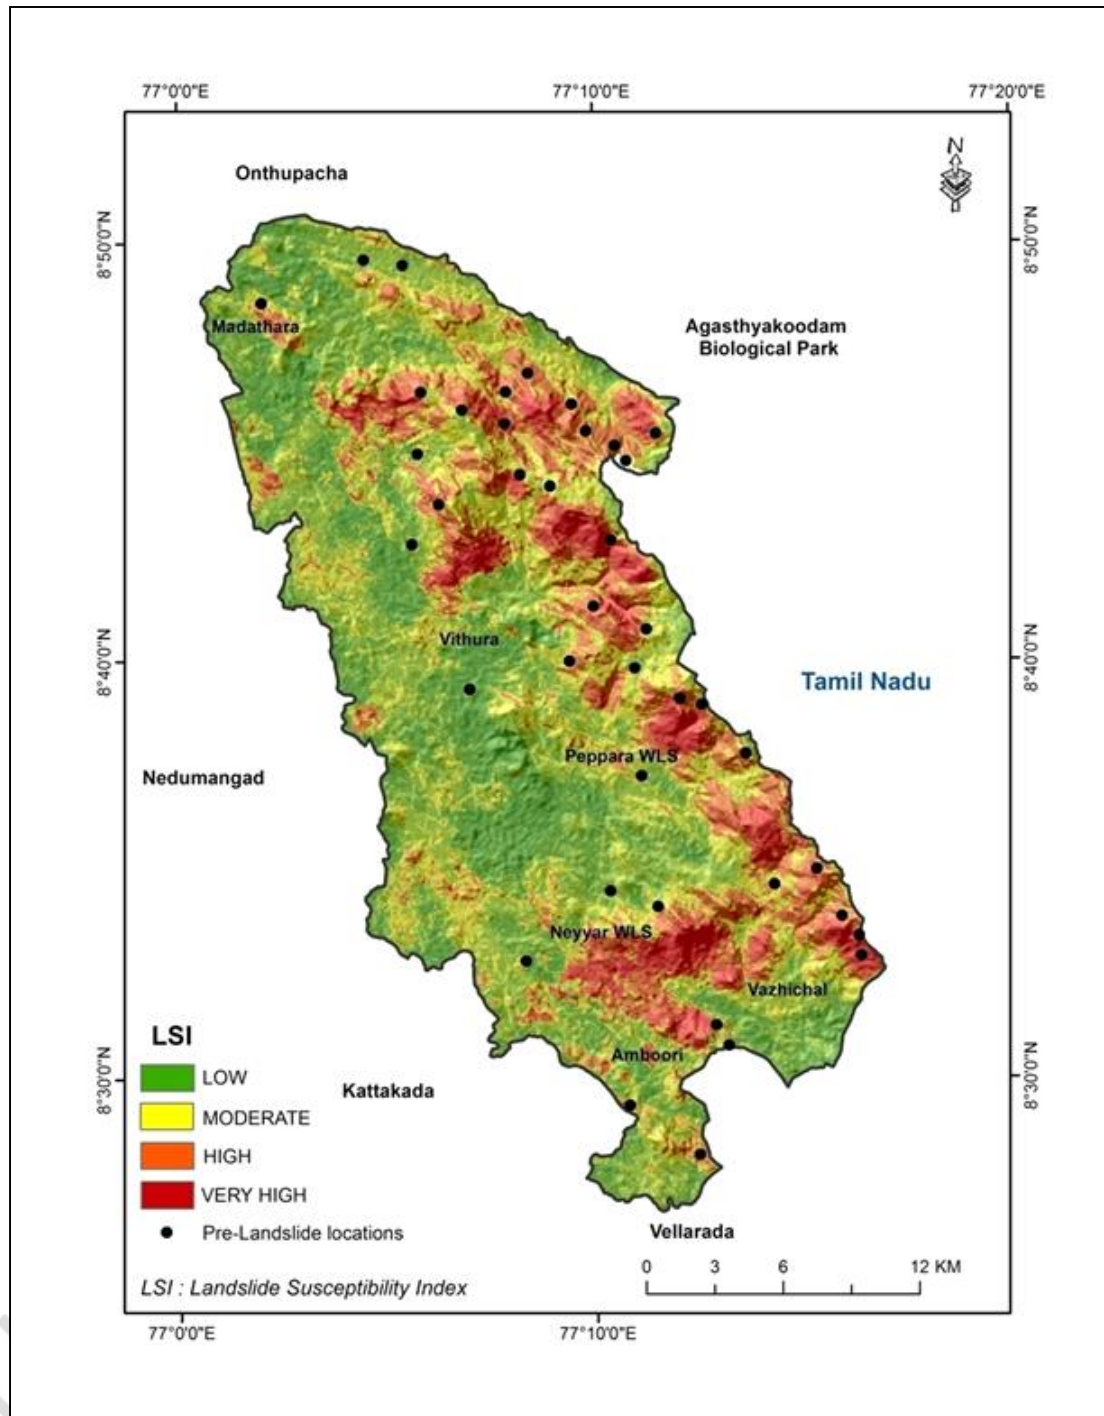 77°0'0"E
77°10'0"E
77°20'0"E
N
Onthupacha
8°50'0"N
8°50'0"N
Madathara
Agasthyakoodam
Biological Park
Vithura
8°40'0"N
8°40'0"N
Tamil Nadu
Peppara WLS
Nedumangad
Neyyar WLS
Vazhichal
LSI
Amboori
LOW
Kattakada
8°30'0"N
8°30'0"N
MODERATE
HIGH
VERY HIGH
Pre-Landslide locations
Vellarada
0 3 6 12 KM
LSI : Landslide Susceptibility Index
77°0'0"E
77°10'0"E